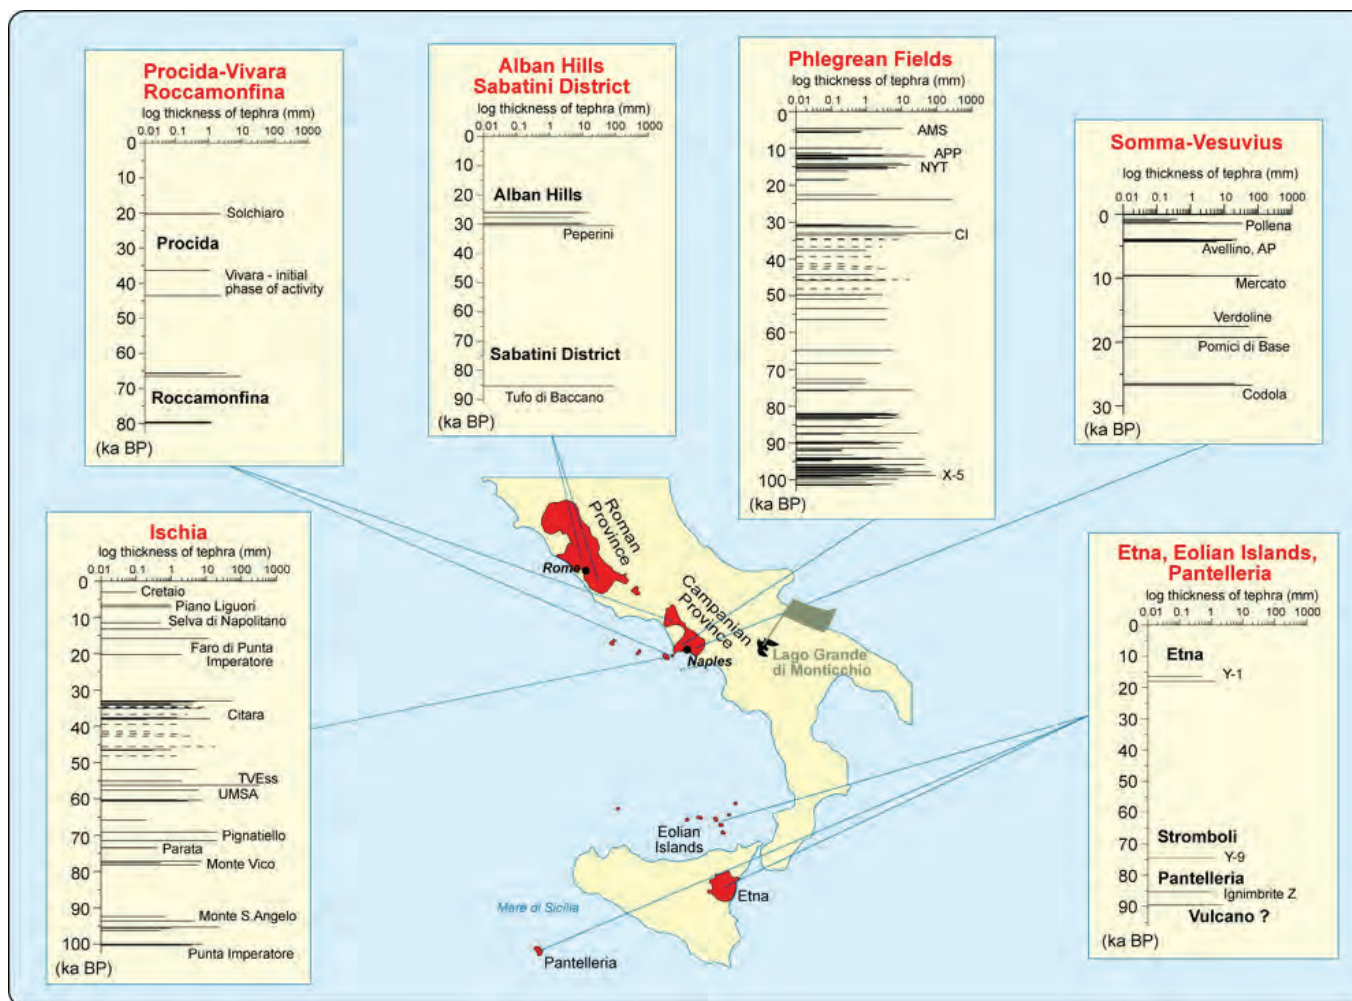 Procida-Vivara
Roccamonfina
log thickness of tephra (mm)
0.01 0.1 1 10 100 1000
0
10
20
Solchiaro
30
Procida
Vivara - initial
phase of activity
40
50
60
70
Roccamonfina
80
(ka BP)
Alban Hills
Sabatini District
log thickness of tephra (mm)
0.01 0.1 1 10 100 1000
0
10
20
Alban Hills
30
Peperini
40
50
60
70
Sabatini District
80
Tufo di Baccano
90
(ka BP)
Phlegrean Fields
log thickness of tephra (mm)
0.01 0.1 1 10 100 1000
0
AMS
10
APP
NYT
20
30
CI
40
50
60
70
80
90
X-5
100
(ka BP)
Somma-Vesuvius
log thickness of tephra (mm)
0.01 0.1 1 10 100 1000
0
Pollena
Avellino, AP
10
Mercato
Verdoline
20
Pomici di Base
Codola
30
(ka BP)
Ischia
log thickness of tephra (mm)
0.01 0.1 1 10 100 1000
0
Cretaio
Piano Liguori
10
Selva di Napolitano
Faro di Punta
Imperatore
20
30
Citara
40
50
TVEss
UMSA
60
70
Pignatiello
Parata
Monte Vico
80
90
Monte S.Angelo
100
Punta Imperatore
(ka BP)
Roman
Province
Rome
Campanian
Province
Naples
Lago Grande
di Monticchio
Eolian
Islands
Etna
Mare di Sicilia
Pantelleria
Etna, Eolian Islands,
Pantelleria
log thickness of tephra (mm)
0.01 0.1 1 10 100 1000
0
10
Etna
Y-1
20
30
40
50
60
70
Stromboli
Y-9
80
Pantelleria
Ignimbrite Z
90
Vulcano ?
(ka BP)